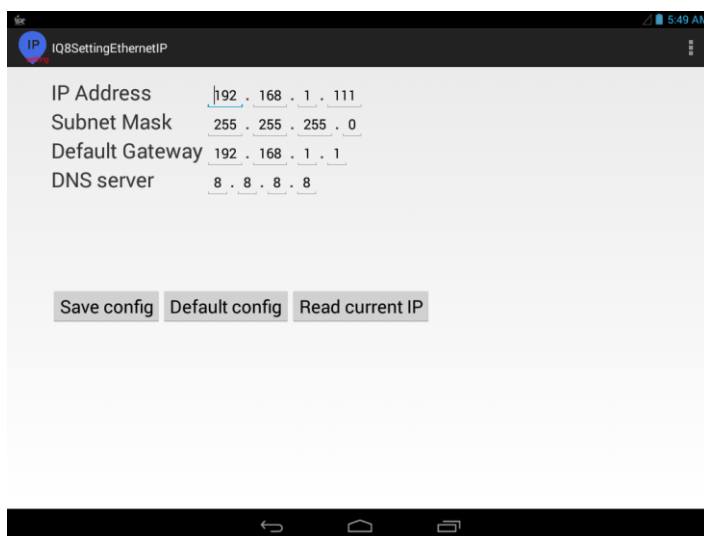 5:49 AM
IP
IQ8SettingEthernetIP
IP Address 192 . 168 . 1 . 111
Subnet Mask 255 . 255 . 255 . 0
Default Gateway 192 . 168 . 1 . 1
DNS server 8 . 8 . 8 . 8
Save config Default config Read current IP